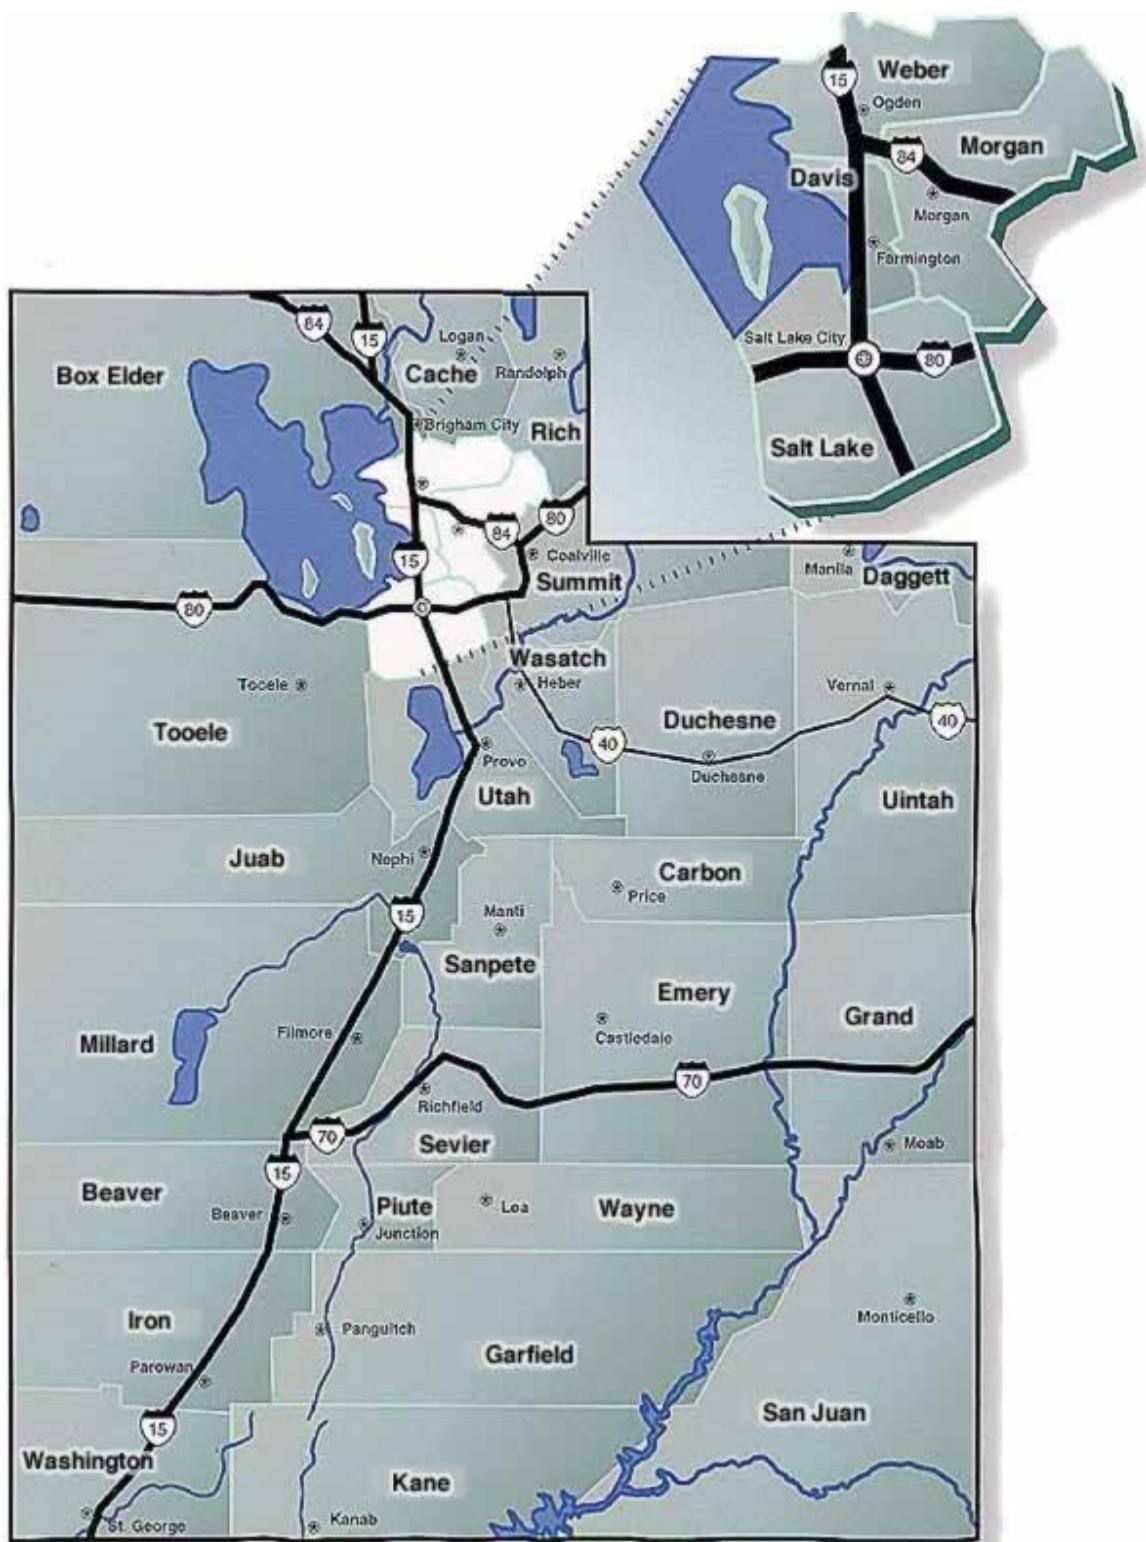 Weber
15
Ogden
Morgan
84
Davis
Morgan
Farmington
Salt Lake City
80
Salt Lake
84
15
Logan
Box Elder
Cache
Randolph
Brigham City
Rich
80
84
15
Coalville
Manila
Summit
Daggett
80
Wasatch
Tooele
Heber
Vernal
Duchesne
40
Tooele
40
Provo
Duchesne
Utah
Uintah
Juab
Nephi
Carbon
Price
15
Manti
Sanpete
Emery
Grand
Filmore
Castledale
Millard
70
Richfield
70
Sevier
Moab
15
Beaver
Piute
Loa
Wayne
Beaver
Junction
Iron
Panguitch
Monticello
Garfield
Parowan
San Juan
15
Washington
Kane
St. George
Kanab